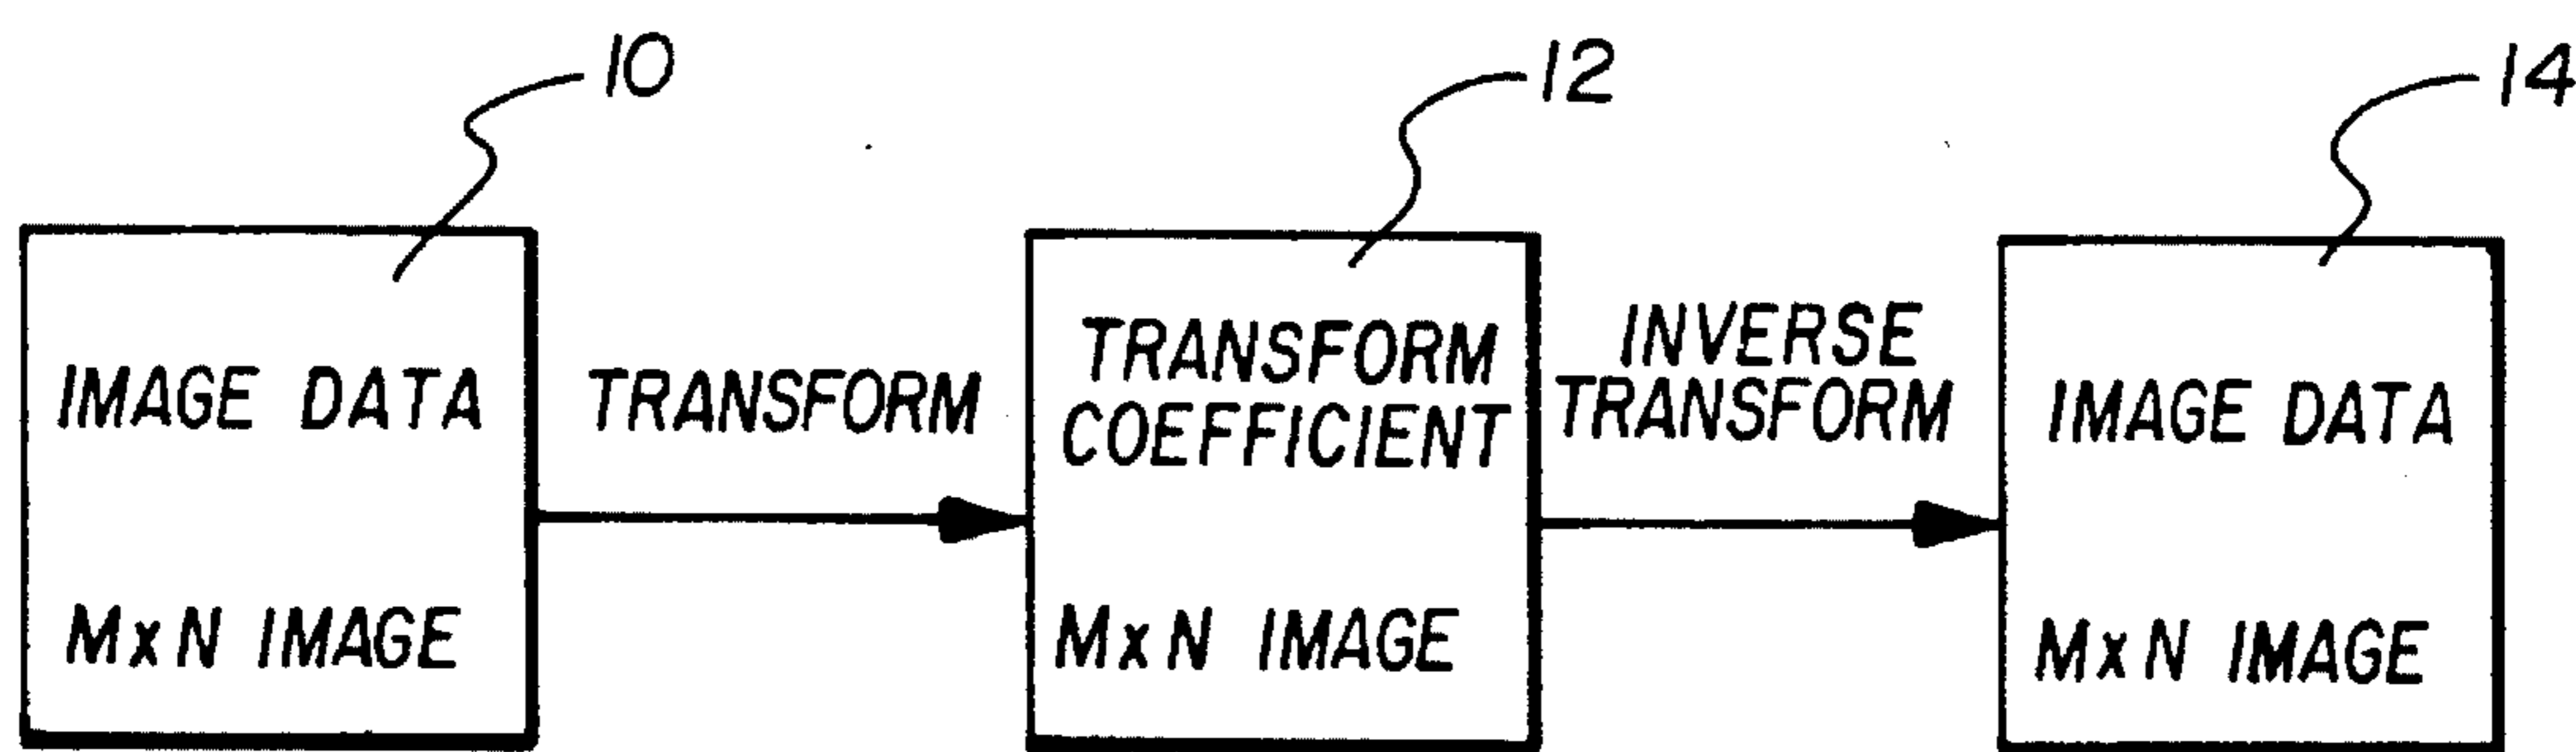 10
12
14
IMAGE DATA
MxN IMAGE
TRANSFORM
TRANSFORM
COEFFICIENT
MxN IMAGE
INVERSE
TRANSFORM
IMAGE DATA
MxN IMAGE